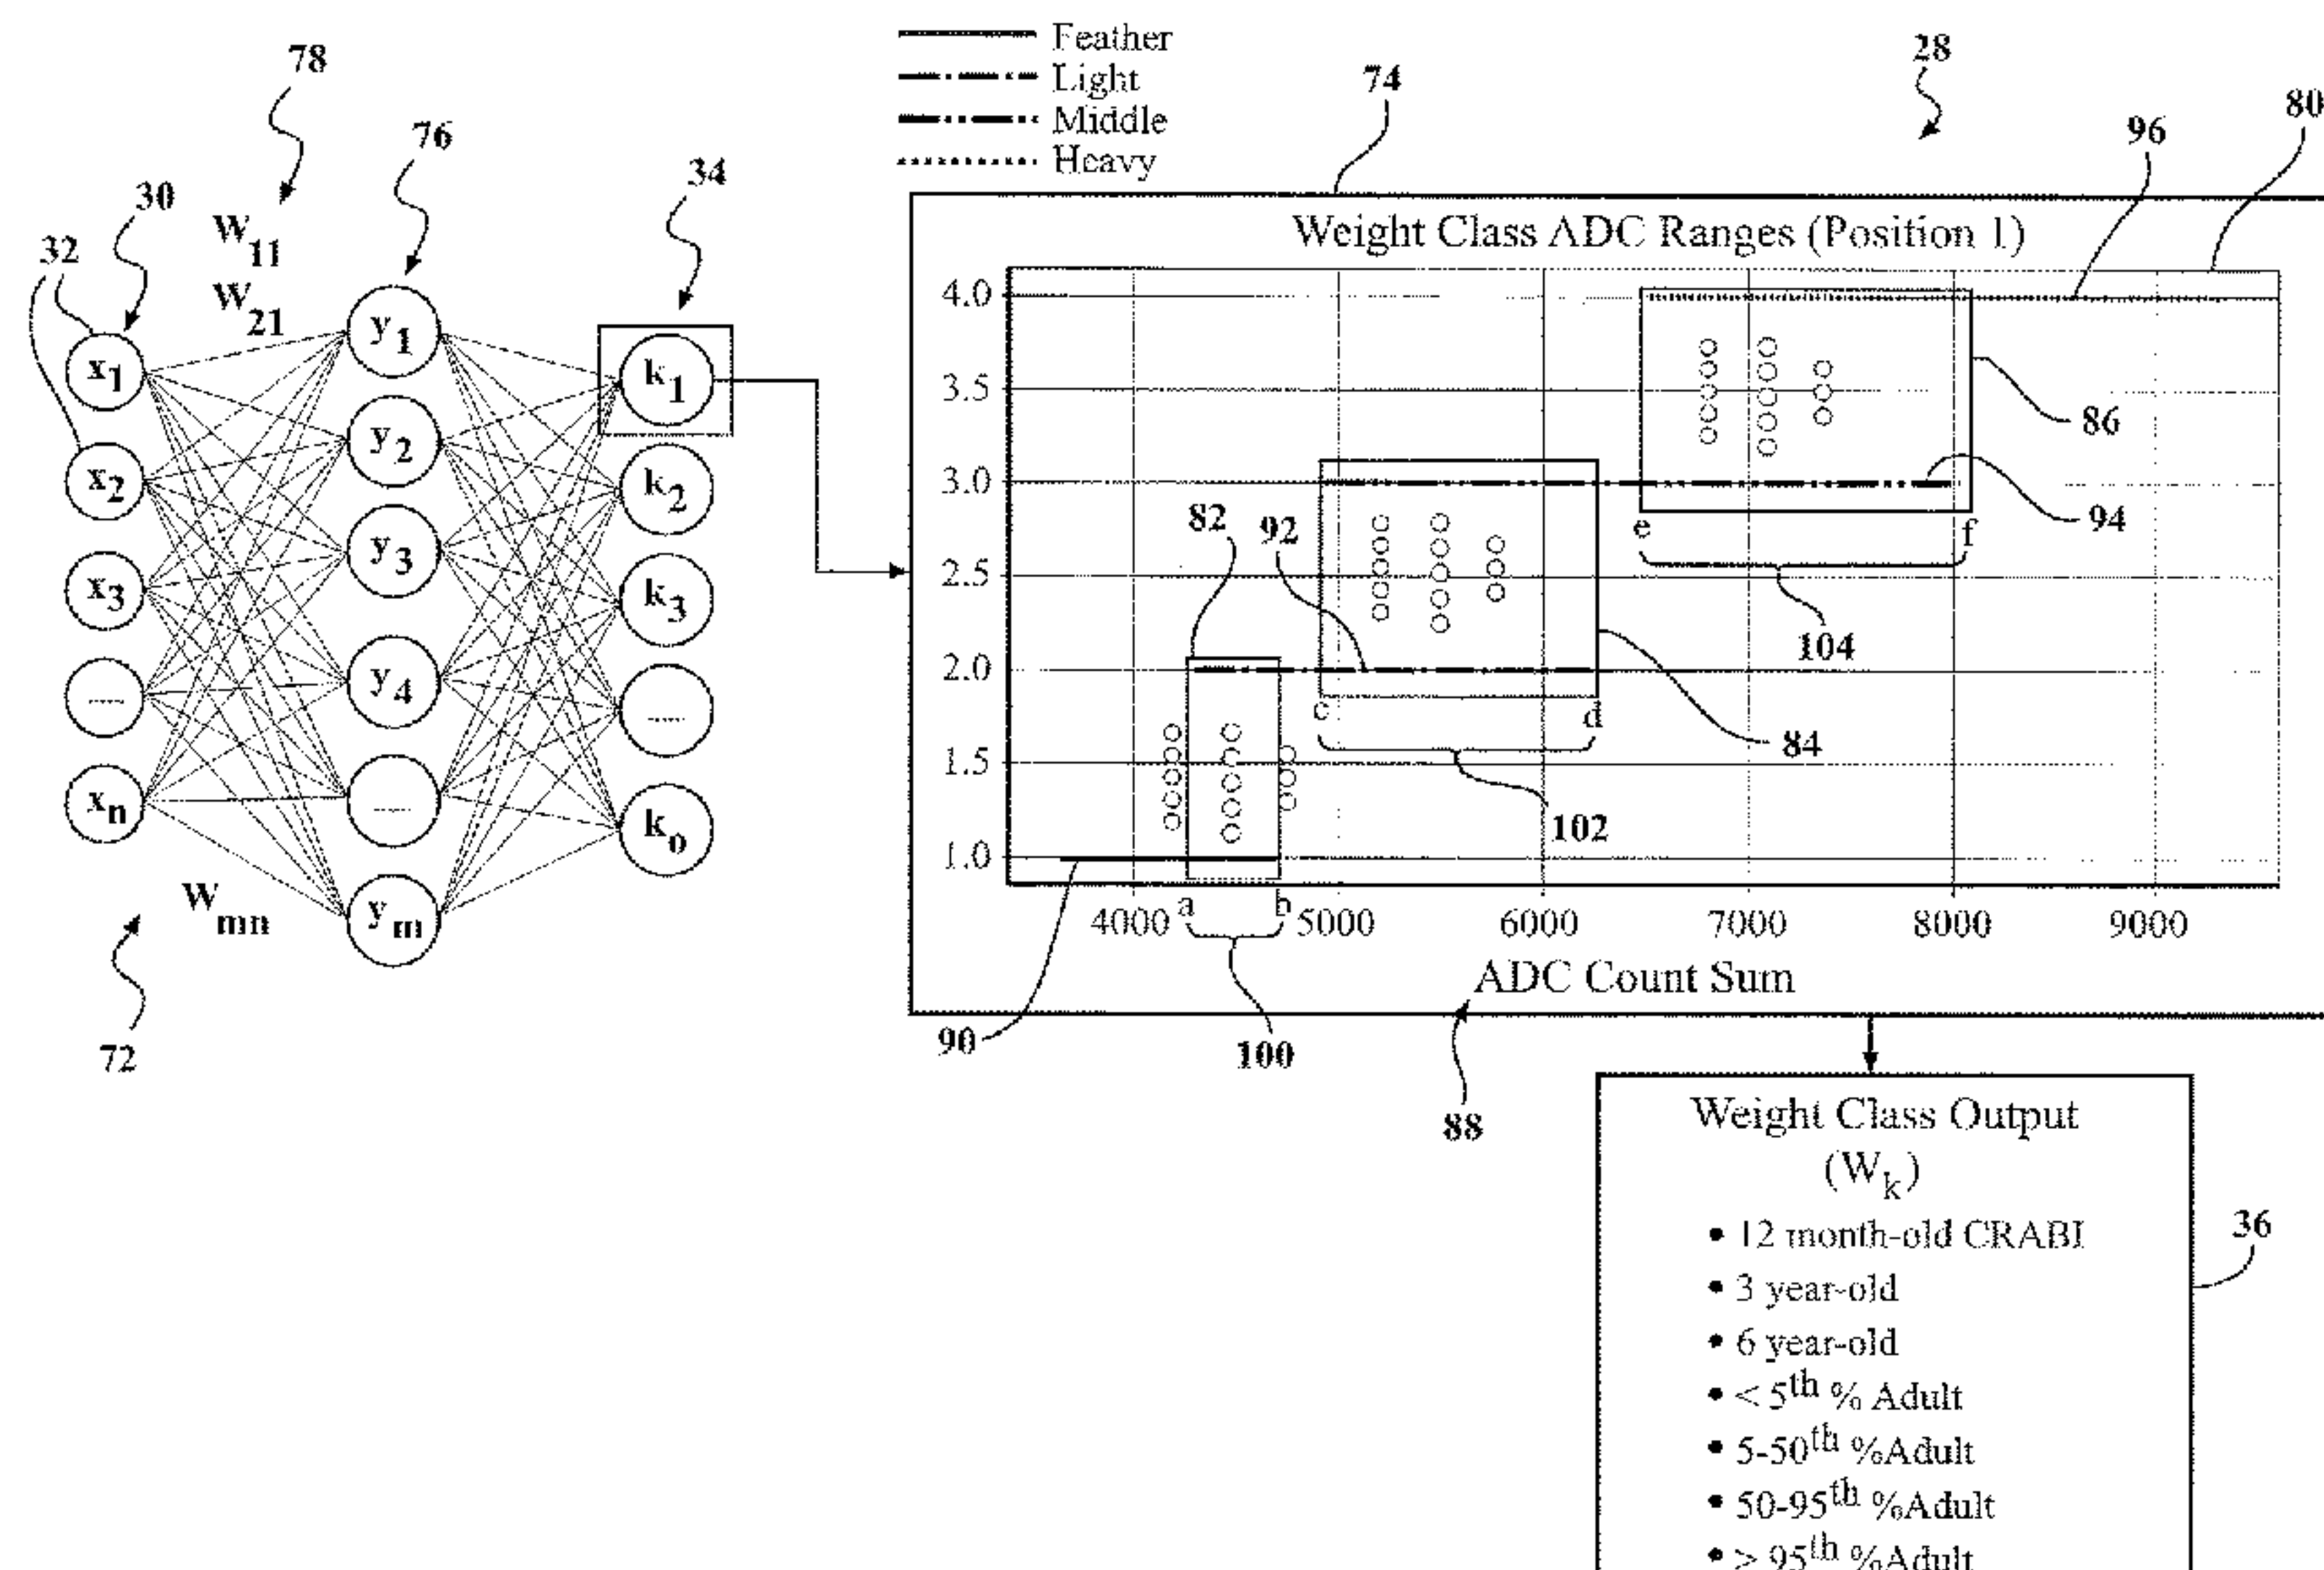 Feather
Light
Middle
Heavy
78
76
34
30
32
W11
W21
x1
x2
x3
....
xn
y1
y2
y3
y4
....
ym
k1
k2
k3
....
ko
Wmn
72
28
74
96
80
Weight Class ADC Ranges (Position 1)
4.0
3.5
3.0
2.5
2.0
1.5
1.0
86
94
82
92
e
f
104
c
d
84
102
a
b
4000
5000
6000
7000
8000
9000
ADC Count Sum
90
100
88
Weight Class Output
(Wk)
• 12 month-old CRABI
• 3 year-old
• 6 year-old
• < 5th % Adult
• 5-50th %Adult
• 50-95th %Adult
• > 95th %Adult
36